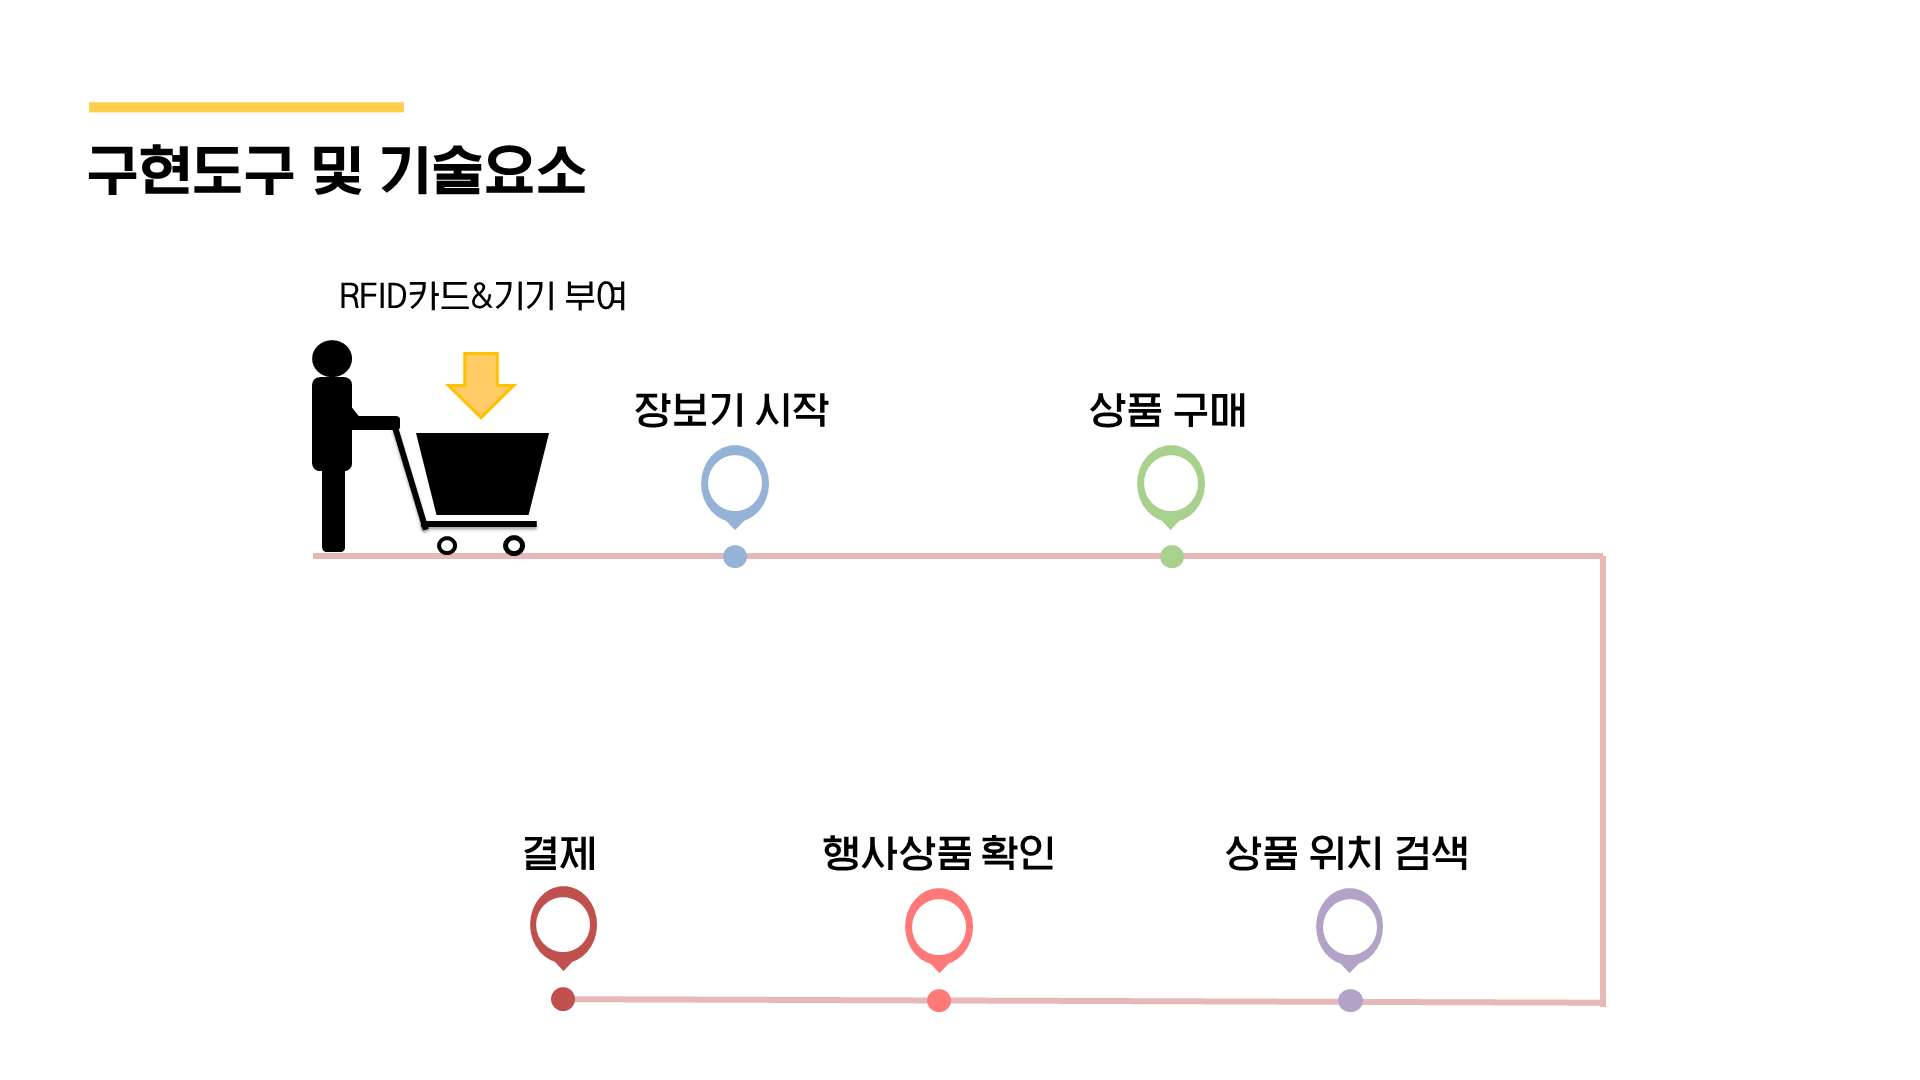 구현도구 및 기술요소
RFID카드&기기 부여
장보기 시작
상품 구매
결제
행사상품 확인
상품 위치 검색